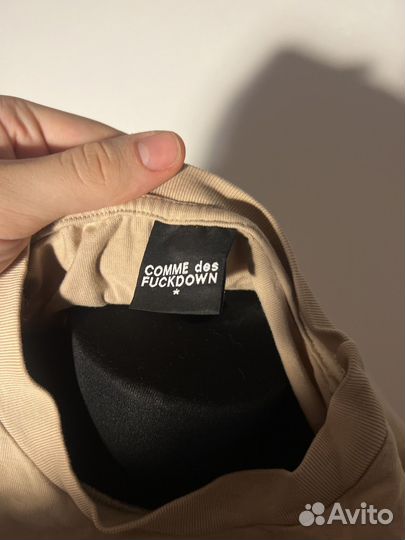 COMME des
FUCKDOWN
*
Avito